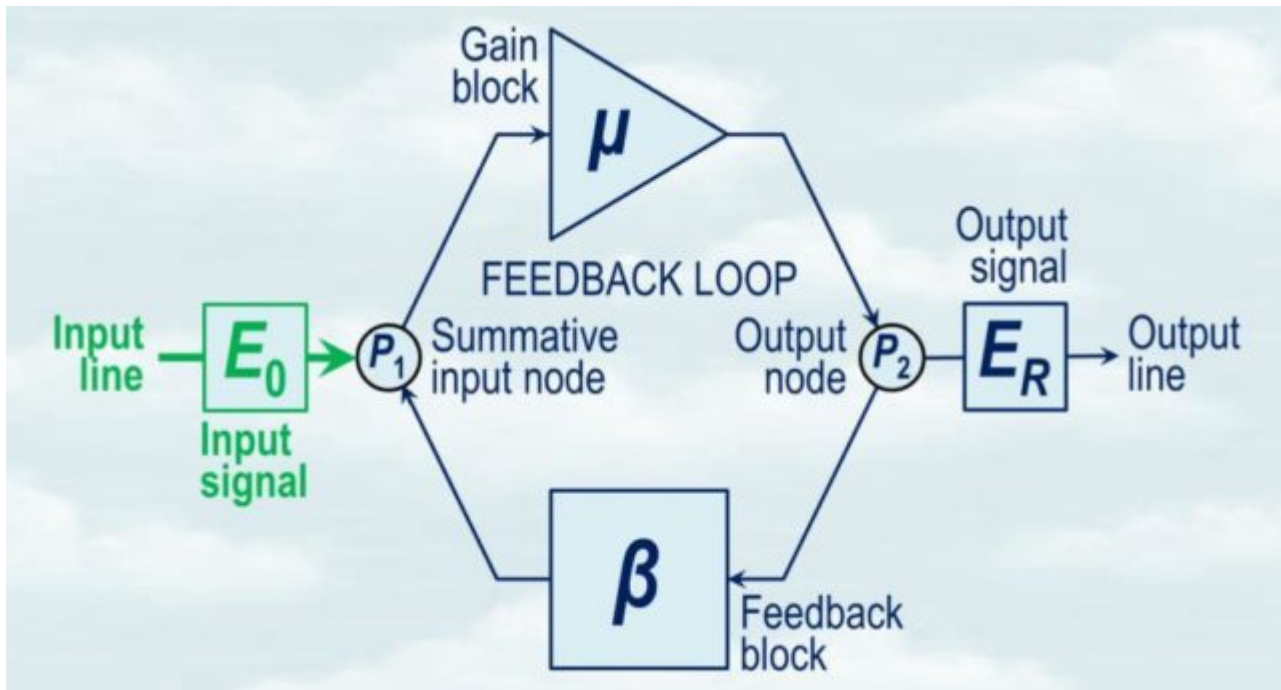 Gain
block
μ
FEEDBACK LOOP
Input
line
E0
Input
signal
P1
Summative
input node
Output
node
P2
Output
signal
ER
Output
line
β
Feedback
block